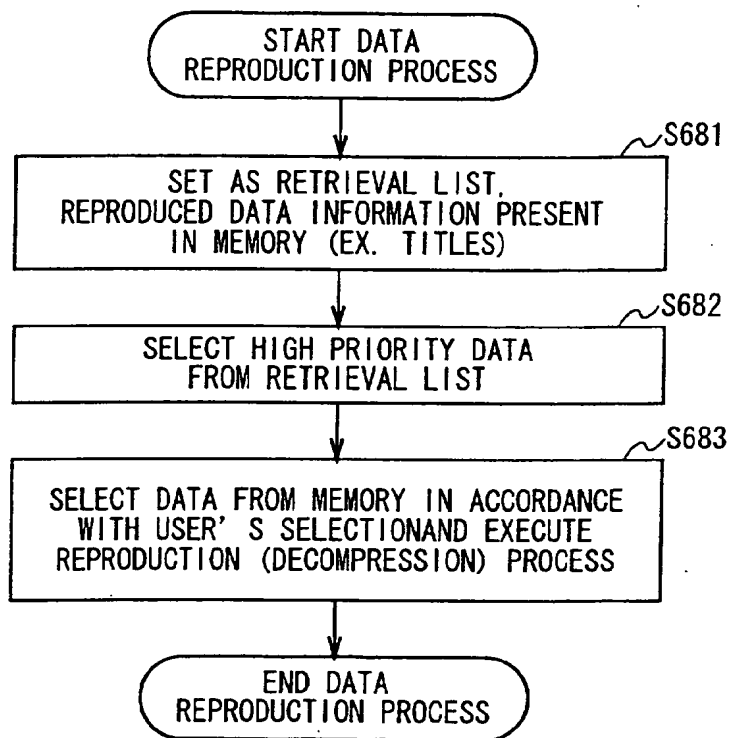 START DATA
REPRODUCTION PROCESS
S681
SET AS RETRIEVAL LIST,
REPRODUCED DATA INFORMATION PRESENT
IN MEMORY (EX. TITLES)
S682
SELECT HIGH PRIORITY DATA
FROM RETRIEVAL LIST
S683
SELECT DATA FROM MEMORY IN ACCORDANCE
WITH USER'S SELECTIONAND EXECUTE
REPRODUCTION (DECOMPRESSION) PROCESS
END DATA
REPRODUCTION PROCESS